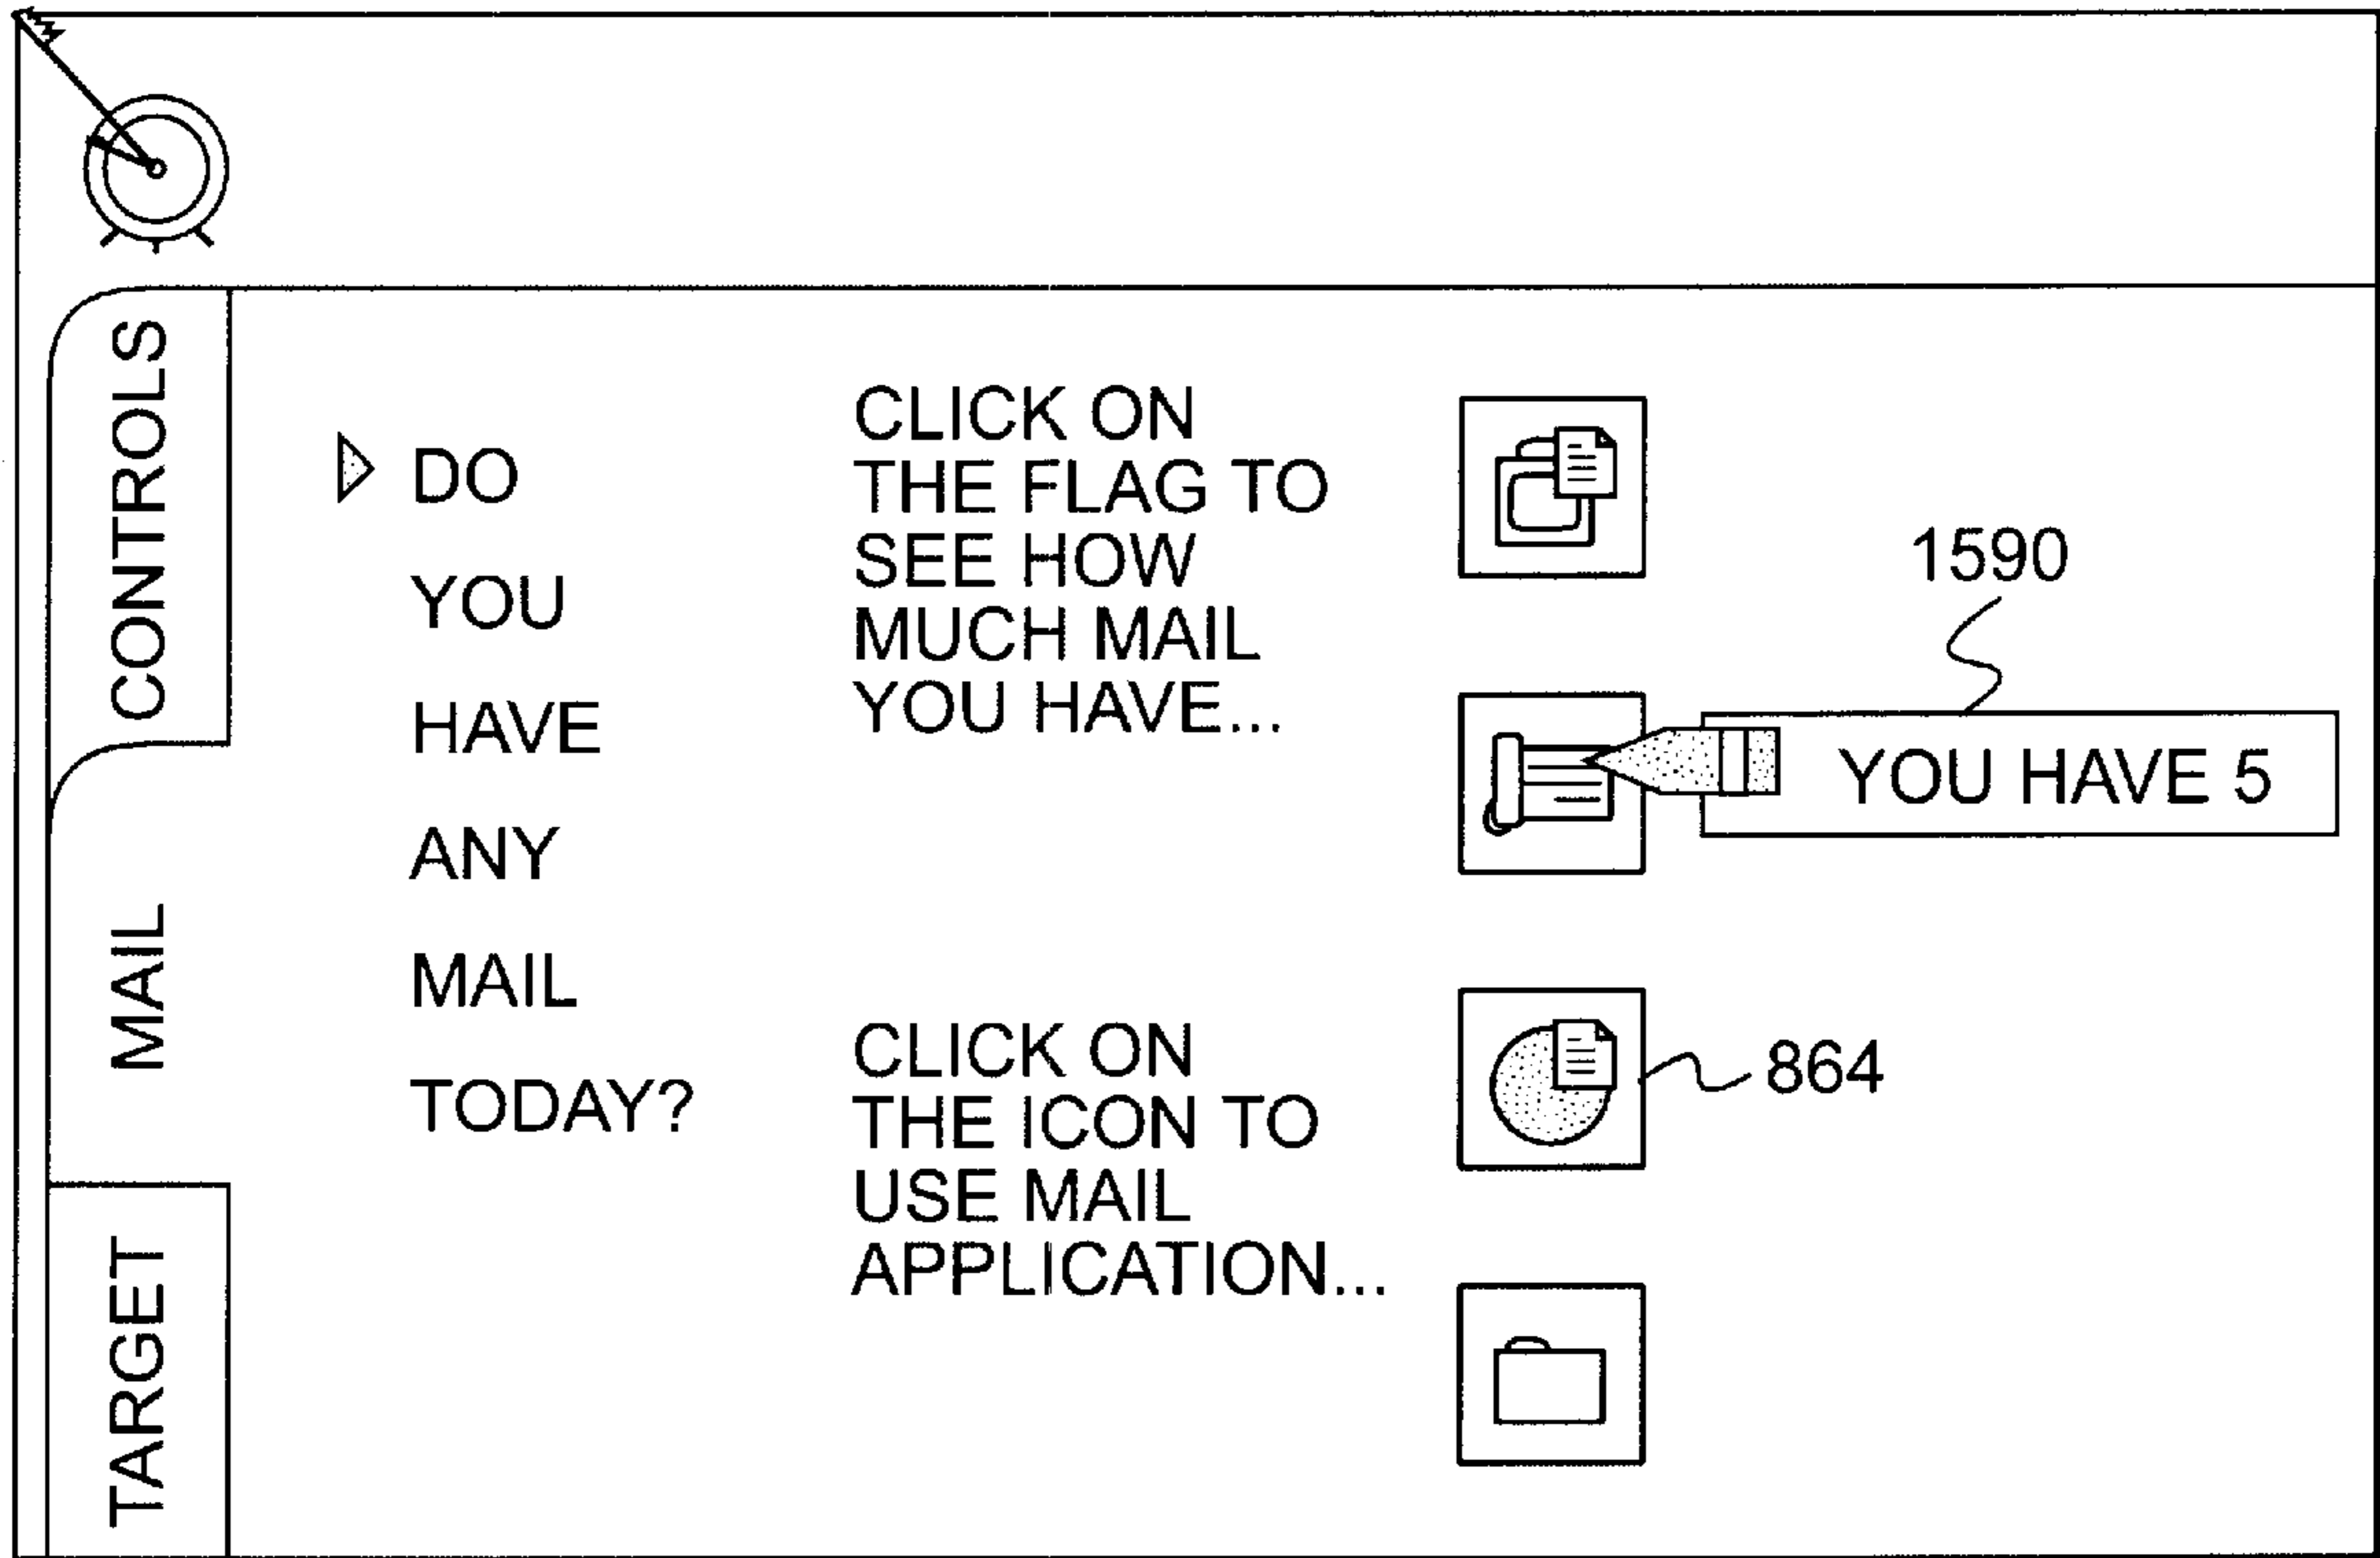 CONTROLS
MAIL
TARGET
DO
YOU
HAVE
ANY
MAIL
TODAY?
CLICK ON
THE FLAG TO
SEE HOW
MUCH MAIL
YOU HAVE...
CLICK ON
THE ICON TO
USE MAIL
APPLICATION...
1590
YOU HAVE 5
864